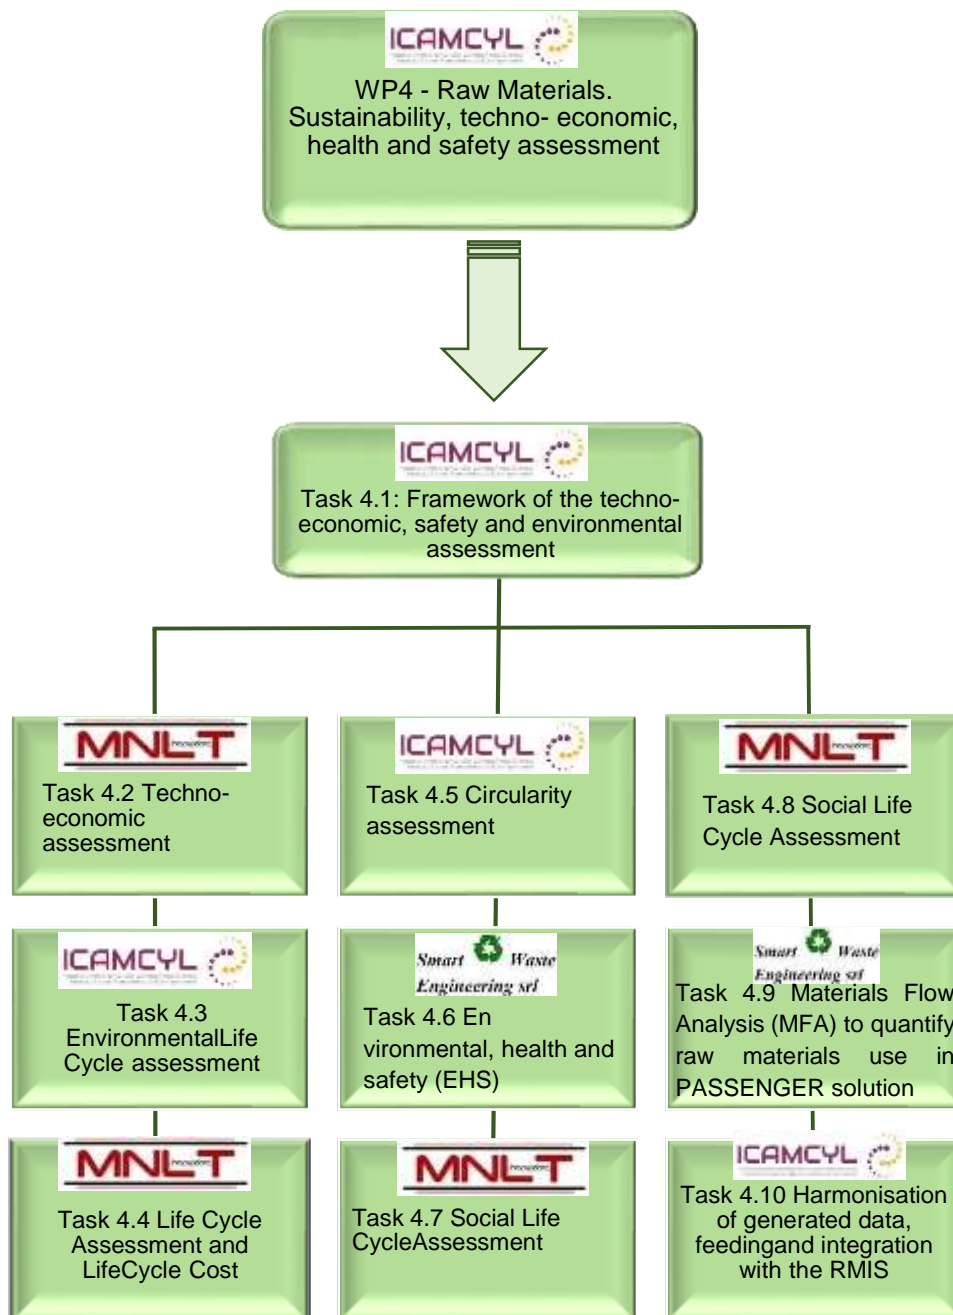 ICAMCYL
WP4 - Raw Materials.
Sustainability, techno- economic,
health and safety assessment
ICAMCYL
Task 4.1: Framework of the techno-
economic, safety and environmental
assessment
MNLT
Task 4.2 Techno-
economic
assessment
ICAMCYL
Task 4.5 Circularity
assessment
MNLT
Task 4.8 Social Life
Cycle Assessment
ICAMCYL
Task 4.3
EnvironmentalLife
Cycle assessment
Smart Waste
Engineering srl
Task 4.6 En
vironmental, health and
safety (EHS)
Smart Waste
Engineering srl
Task 4.9 Materials Flow
Analysis (MFA) to quantify
raw materials use in
PASSENGER solution
MNLT
Task 4.4 Life Cycle
Assessment and
LifeCycle Cost
MNLT
Task 4.7 Social Life
CycleAssessment
ICAMCYL
Task 4.10 Harmonisation
of generated data,
feedingand integration
with the RMIS